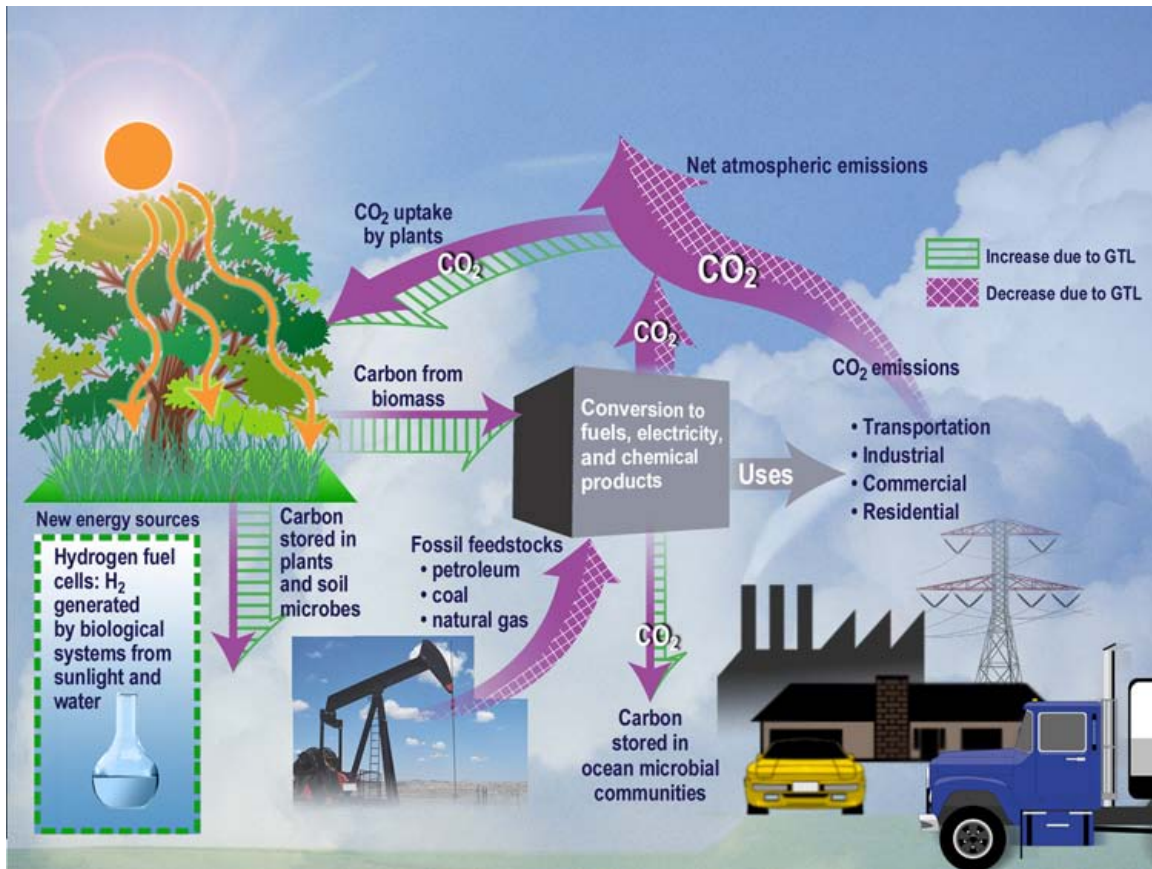 Net atmospheric emissions
CO₂ uptake
by plants
CO₂
CO₂
CO₂
Increase due to GTL
Decrease due to GTL
CO₂ emissions
Carbon from
biomass
Conversion to
fuels, electricity,
and chemical
products
Uses
• Transportation
• Industrial
• Commercial
• Residential
New energy sources
Hydrogen fuel
cells: H₂
generated
by biological
systems from
sunlight and
water
Carbon
stored in
plants
and soil
microbes
Fossil feedstocks
• petroleum
• coal
• natural gas
CO₂
Carbon
stored in
ocean microbial
communities